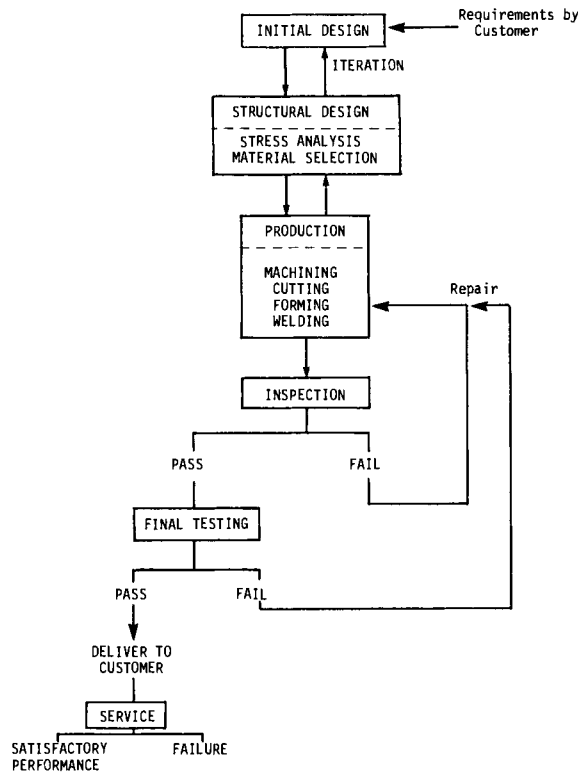 Requirements by
Customer
INITIAL DESIGN
ITERATION
STRUCTURAL DESIGN
STRESS ANALYSIS
MATERIAL SELECTION
PRODUCTION
MACHINING
CUTTING
FORMING
WELDING
Repair
INSPECTION
PASS
FAIL
FINAL TESTING
PASS
FAIL
DELIVER TO
CUSTOMER
SERVICE
SATISFACTORY
PERFORMANCE
FAILURE